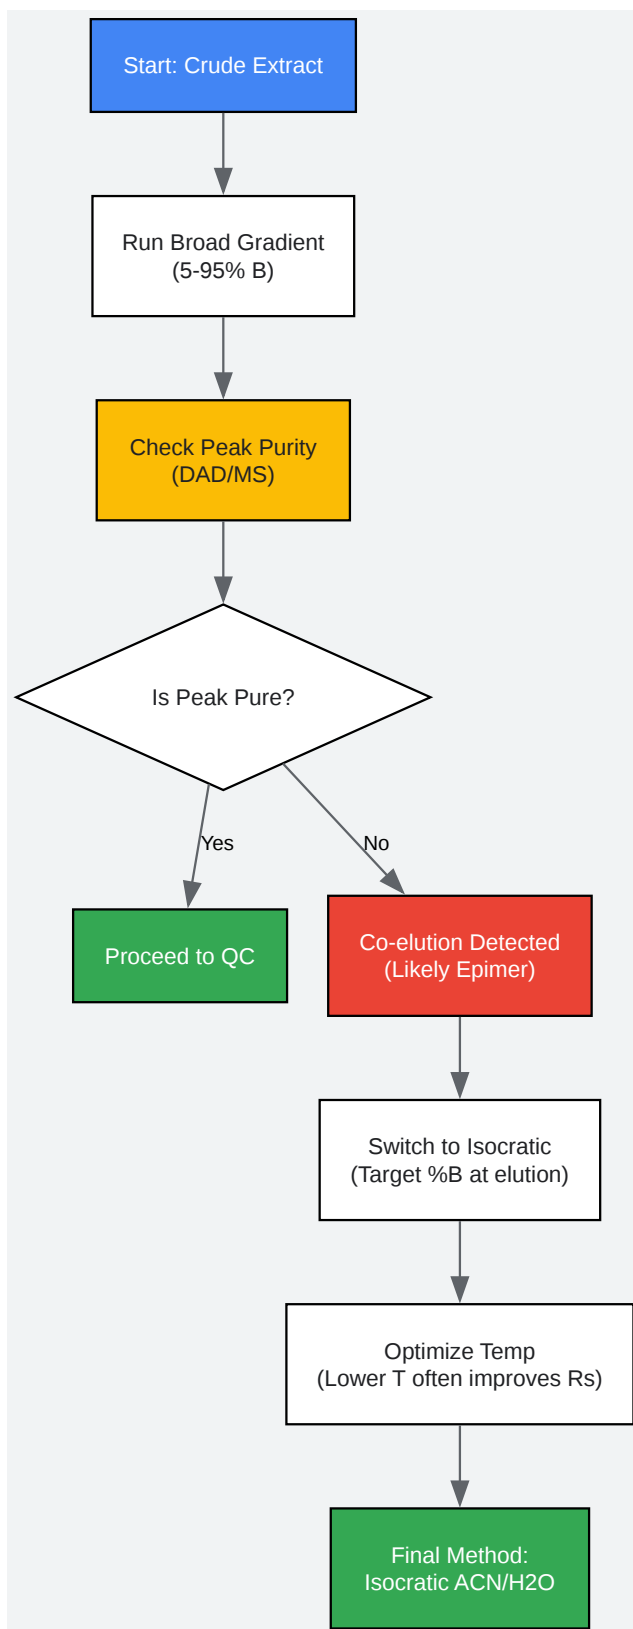 Start: Crude Extract
Run Broad Gradient
(5-95% B)
Check Peak Purity
(DAD/MS)
Is Peak Pure?
Yes
No
Proceed to QC
Co-elution Detected
(Likely Epimer)
Switch to Isocratic
(Target %B at elution)
Optimize Temp
(Lower T often improves Rs)
Final Method:
Isocratic ACN/H2O